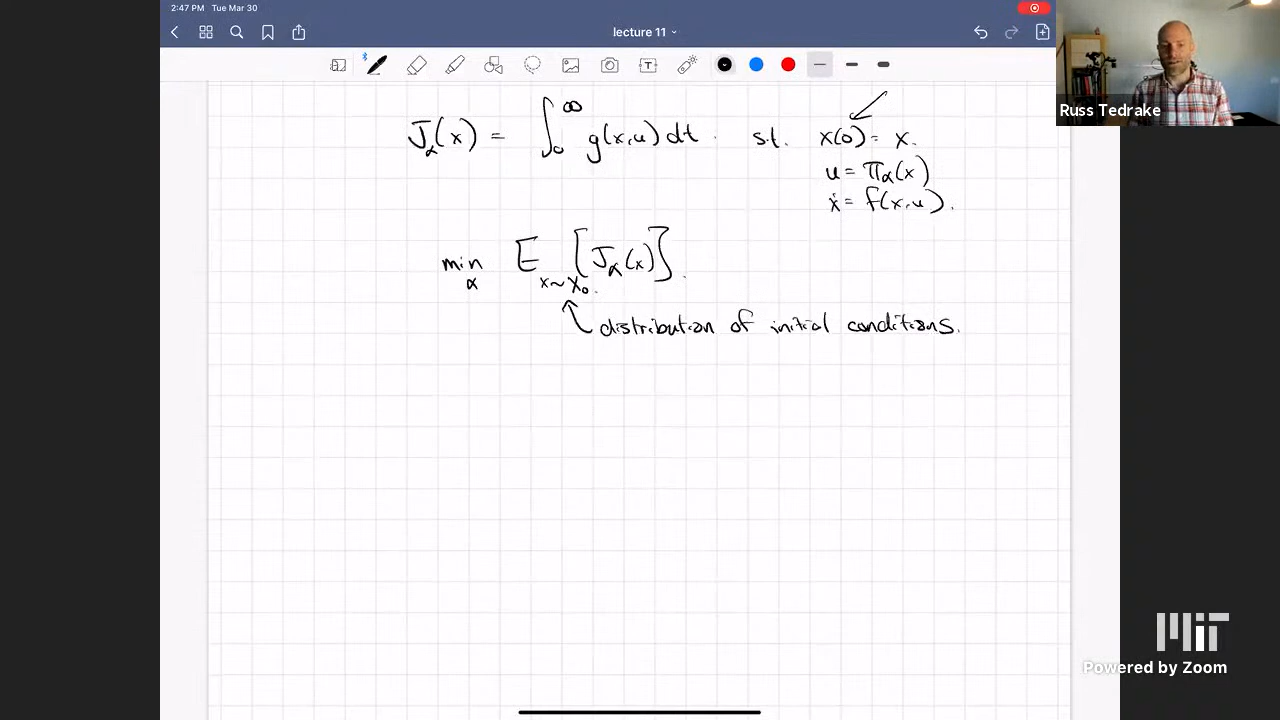 2:47 PM Tue Mar 30
lecture 11
Russ Tedrake
J_α(x) = ∫_0^∞ g(x,u) dt . s.t. x(0) = x.
u = π_α(x)
ẋ = f(x,u).
min_α E_{x~X_0} [J_α(x)].
distribution of initial conditions.
MIT
Powered by Zoom